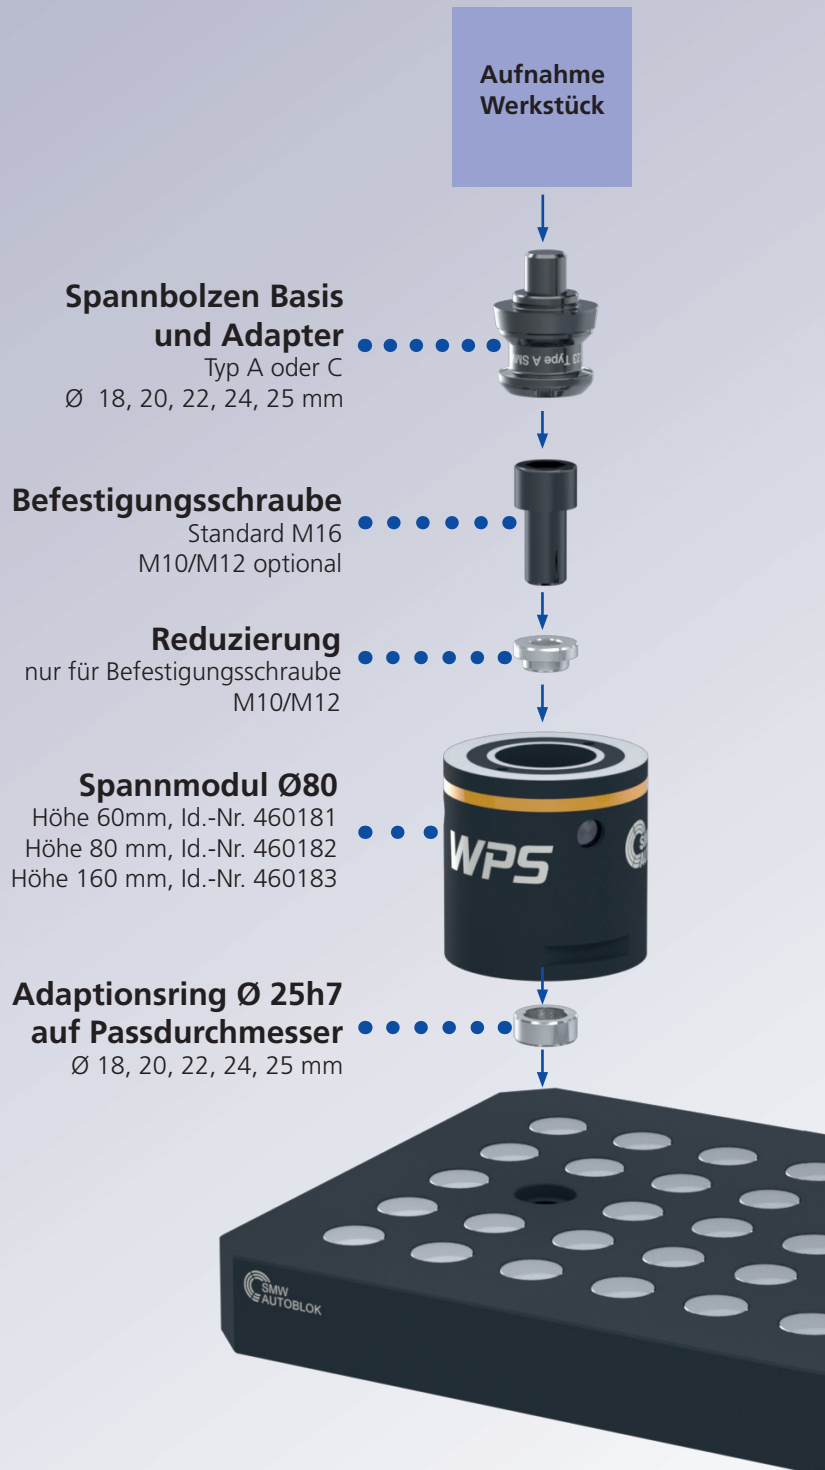 Aufnahme
Werkstück
Spannbolzen Basis
und Adapter
Typ A oder C
Ø 18, 20, 22, 24, 25 mm
23 Type A SM
Befestigungsschraube
Standard M16
M10/M12 optional
Reduzierung
nur für Befestigungsschraube
M10/M12
Spannmodul Ø80
Höhe 60mm, Id.-Nr. 460181
Höhe 80 mm, Id.-Nr. 460182
Höhe 160 mm, Id.-Nr. 460183
WPS
Adaptionsring Ø 25h7
auf Passdurchmesser
Ø 18, 20, 22, 24, 25 mm
SMW
AUTOBLOK